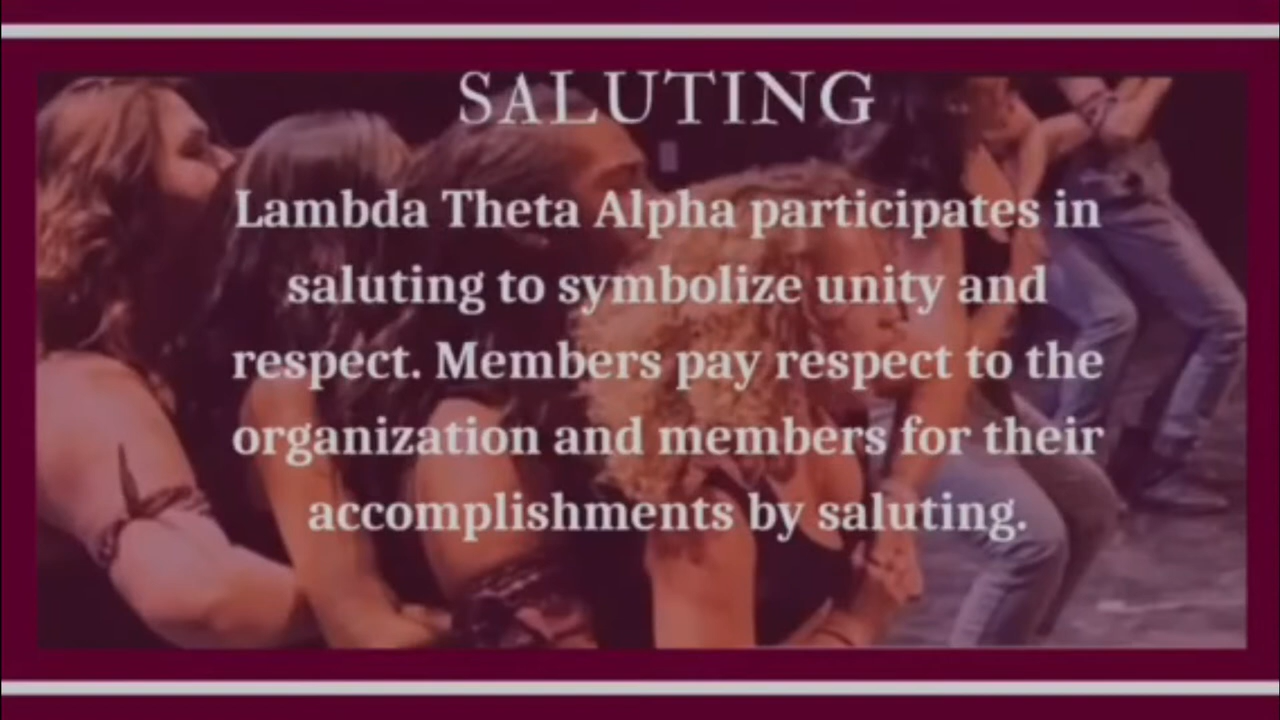 SALUTING
Lambda Theta Alpha participates in
saluting to symbolize unity and
respect. Members pay respect to the
organization and members for their
accomplishments by saluting.